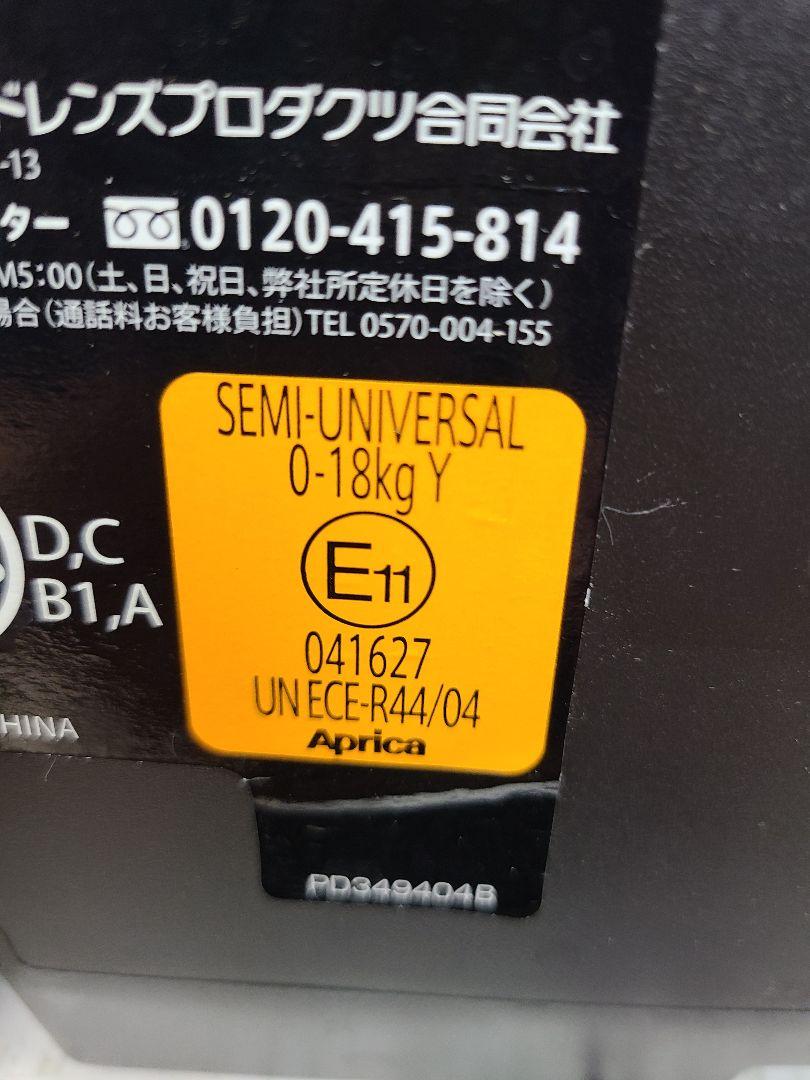 ドレンズプロダクツ合同会社
-13
ター 0120-415-814
M5:00(土、日、祝日、弊社所定休日を除く)
場合(通話料お客様負担)TEL 0570-004-155
SEMI-UNIVERSAL
0-18kg Y
E11
D,C
B1,A
041627
UN ECE-R44/04
Aprica
HINA
PD349404B